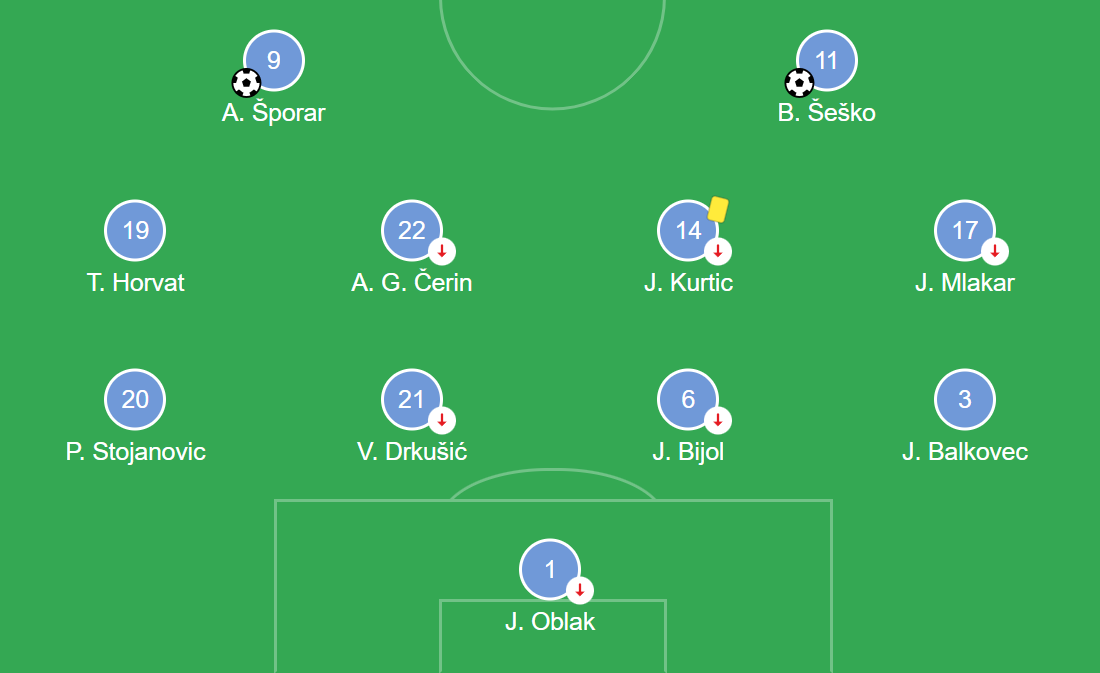 9 11
A. Šporar B. Šeško
19 22 14 17
T. Horvat A. G. Čerin J. Kurtic J. Mlakar
20 21 6 3
P. Stojanovic V. Drkušić J. Bijol J. Balkovec
1
J. Oblak